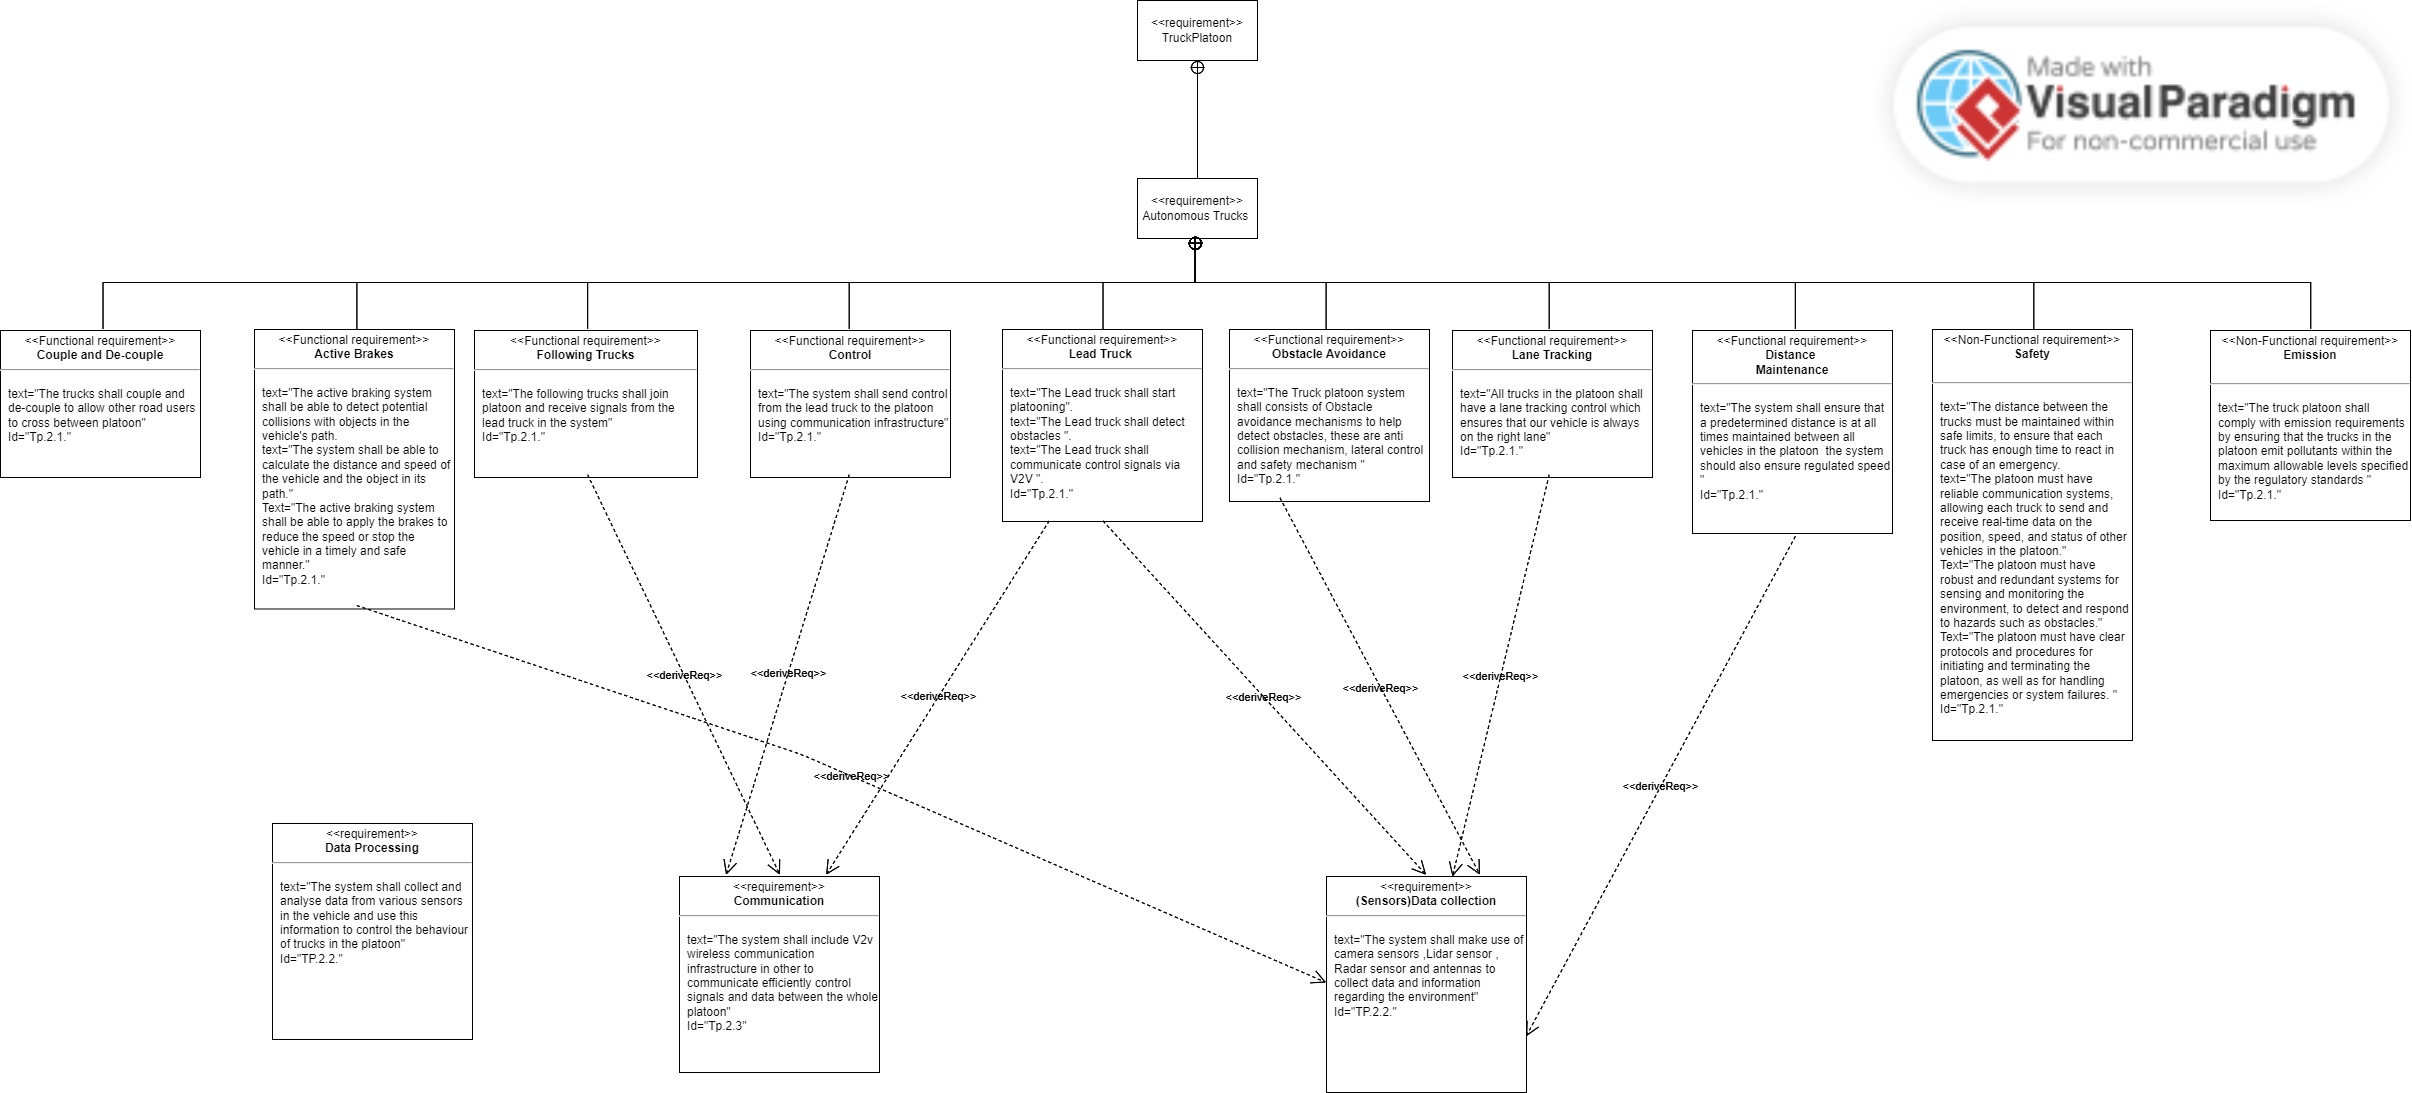 <<requirement>>
TruckPlatoon
Made with
Visual Paradigm
For non-commercial use
<<requirement>>
Autonomous Trucks
<<Functional requirement>>
Couple and De-couple
text="The trucks shall couple and
de-couple to allow other road users
to cross between platoon"
Id="Tp.2.1."
<<Functional requirement>>
Active Brakes
text="The active braking system
shall be able to detect potential
collisions with objects in the
vehicle's path.
text="The system shall be able to
calculate the distance and speed of
the vehicle and the object in its
path."
Text="The active braking system
shall be able to apply the brakes to
reduce the speed or stop the
vehicle in a timely and safe
manner."
Id="Tp.2.1."
<<Functional requirement>>
Following Trucks
text="The following trucks shall join
platoon and receive signals from the
lead truck in the system"
Id="Tp.2.1."
<<Functional requirement>>
Control
text="The system shall send control
from the lead truck to the platoon
using communication infrastructure"
Id="Tp.2.1."
<<Functional requirement>>
Lead Truck
text="The Lead truck shall start
platooning".
text="The Lead truck shall detect
obstacles ".
text="The Lead truck shall
communicate control signals via
V2V ".
Id="Tp.2.1."
<<Functional requirement>>
Obstacle Avoidance
text="The Truck platoon system
shall consists of Obstacle
avoidance mechanisms to help
detect obstacles, these are anti
collision mechanism, lateral control
and safety mechanism "
Id="Tp.2.1."
<<Functional requirement>>
Lane Tracking
text="All trucks in the platoon shall
have a lane tracking control which
ensures that our vehicle is always
on the right lane"
Id="Tp.2.1."
<<Functional requirement>>
Distance
Maintenance
text="The system shall ensure that
a predetermined distance is at all
times maintained between all
vehicles in the platoon  the system
should also ensure regulated speed
"
Id="Tp.2.1."
<<Non-Functional requirement>>
Safety
text="The distance between the
trucks must be maintained within
safe limits, to ensure that each
truck has enough time to react in
case of an emergency.
text="The platoon must have
reliable communication systems,
allowing each truck to send and
receive real-time data on the
position, speed, and status of other
vehicles in the platoon."
Text="The platoon must have
robust and redundant systems for
sensing and monitoring the
environment, to detect and respond
to hazards such as obstacles."
Text="The platoon must have clear
protocols and procedures for
initiating and terminating the
platoon, as well as for handling
emergencies or system failures. "
Id="Tp.2.1."
<<Non-Functional requirement>>
Emission
text="The truck platoon shall
comply with emission requirements
by ensuring that the trucks in the
platoon emit pollutants within the
maximum allowable levels specified
by the regulatory standards "
Id="Tp.2.1."
<<deriveReq>>
<<deriveReq>>
<<deriveReq>>
<<deriveReq>>
<<deriveReq>>
<<deriveReq>>
<<deriveReq>>
<<deriveReq>>
<<requirement>>
Data Processing
text="The system shall collect and
analyse data from various sensors
in the vehicle and use this
information to control the behaviour
of trucks in the platoon"
Id="TP.2.2."
<<requirement>>
Communication
text="The system shall include V2v
wireless communication
infrastructure in other to
communicate efficiently control
signals and data between the whole
platoon"
Id="Tp.2.3"
<<requirement>>
(Sensors)Data collection
text="The system shall make use of
camera sensors ,Lidar sensor ,
Radar sensor and antennas to
collect data and information
regarding the environment"
Id="TP.2.2."